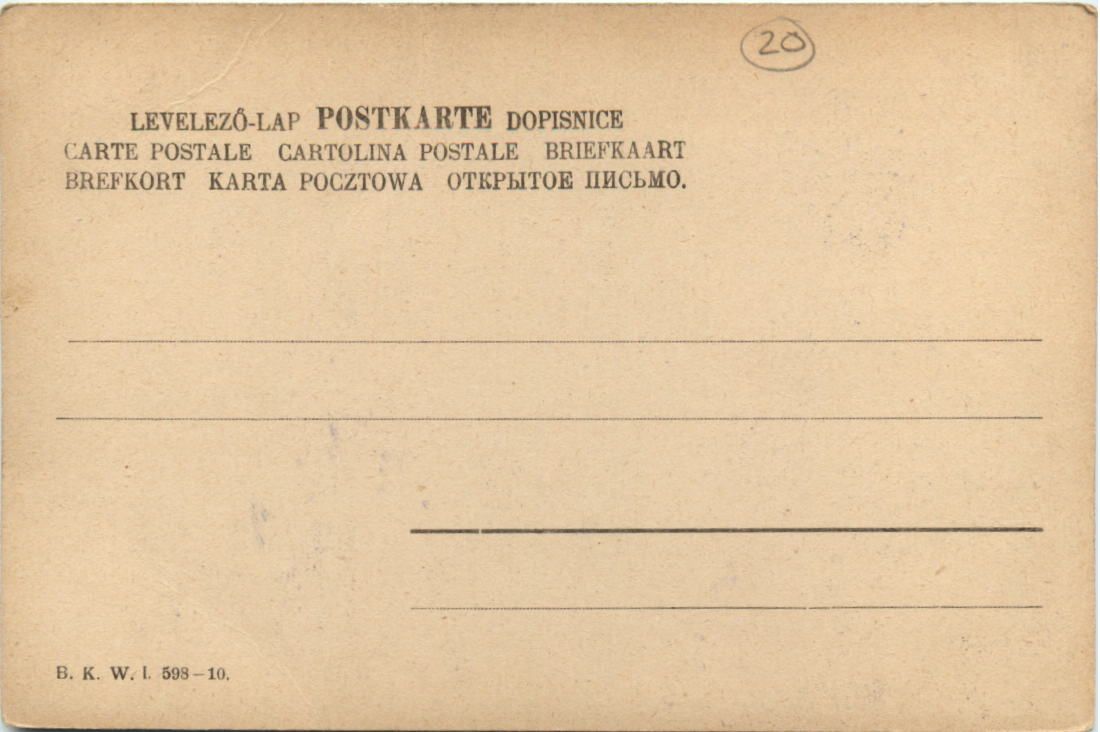 20
LEVELEZŐ-LAP POSTKARTE DOPISNICE
CARTE POSTALE CARTOLINA POSTALE BRIEFKAART
BREFKORT KARTA POCZTOWA ОТКРЫТОЕ ПИСЬМО.
B. K. W. I. 598–10.